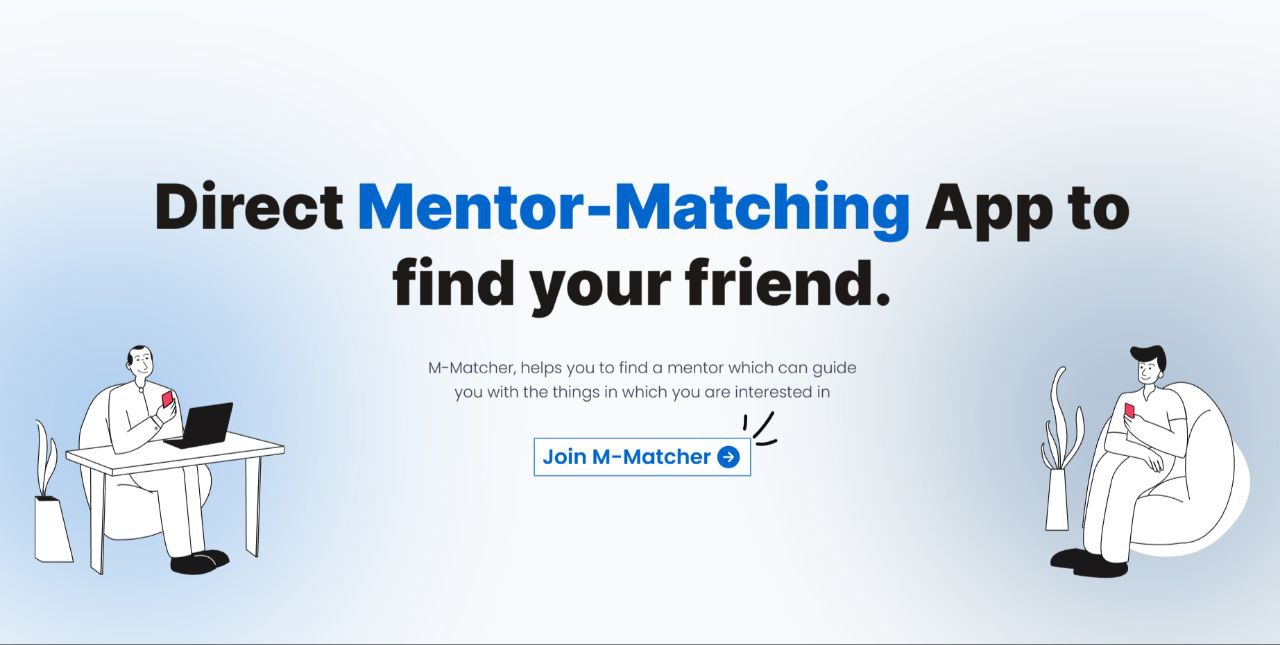 Direct Mentor-Matching App to
find your friend.
M-Matcher, helps you to find a mentor which can guide
you with the things in which you are interested in
Join M-Matcher